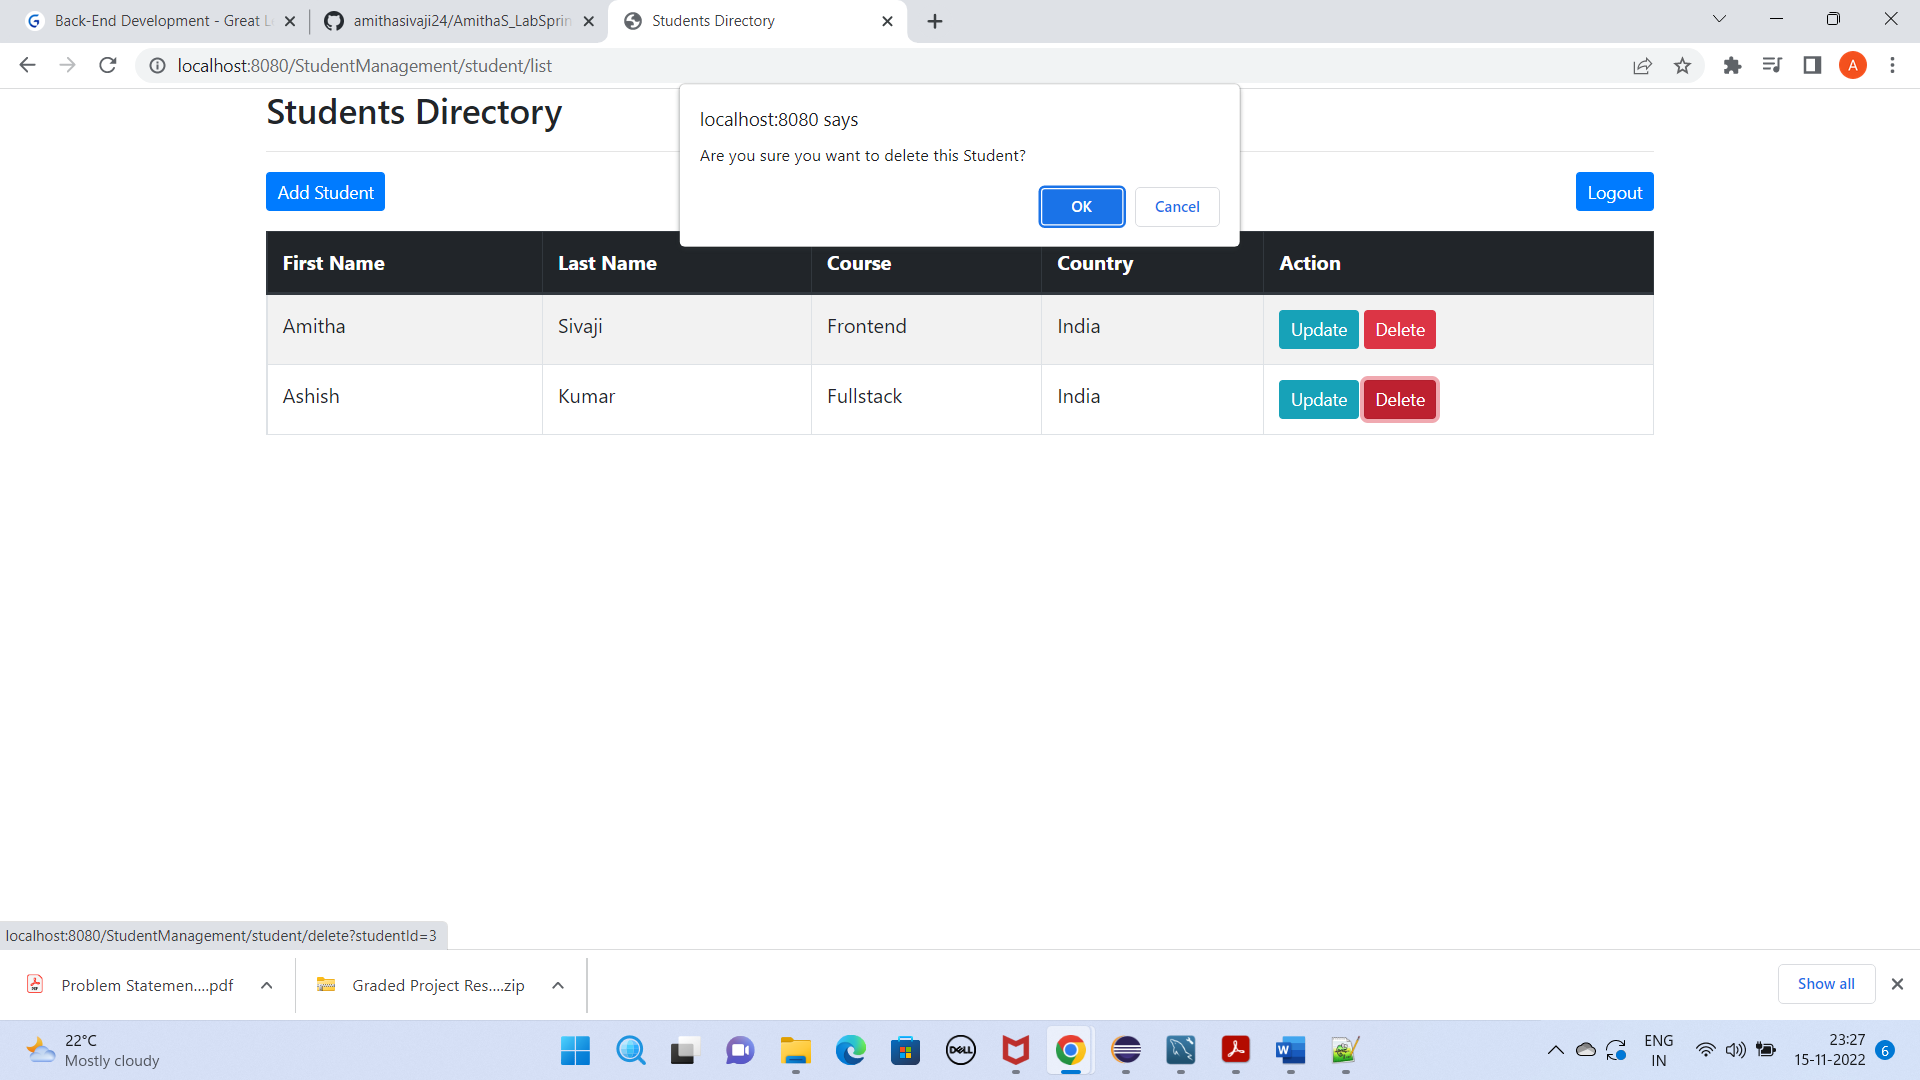 Back-End Development - Great L
amithasivaji24/AmithaS_LabSprin
Students Directory
localhost:8080/StudentManagement/student/list
A
Students Directory
localhost:8080 says
Are you sure you want to delete this Student?
OK
Cancel
Add Student
Logout
First Name Last Name Course Country Action
Amitha Sivaji Frontend India Update Delete
Ashish Kumar Fullstack India Update Delete
localhost:8080/StudentManagement/student/delete?studentId=3
Problem Statemen....pdf
Graded Project Res....zip
Show all
22°C
Mostly cloudy
DELL
W
ENG
IN
23:27
15-11-2022
6